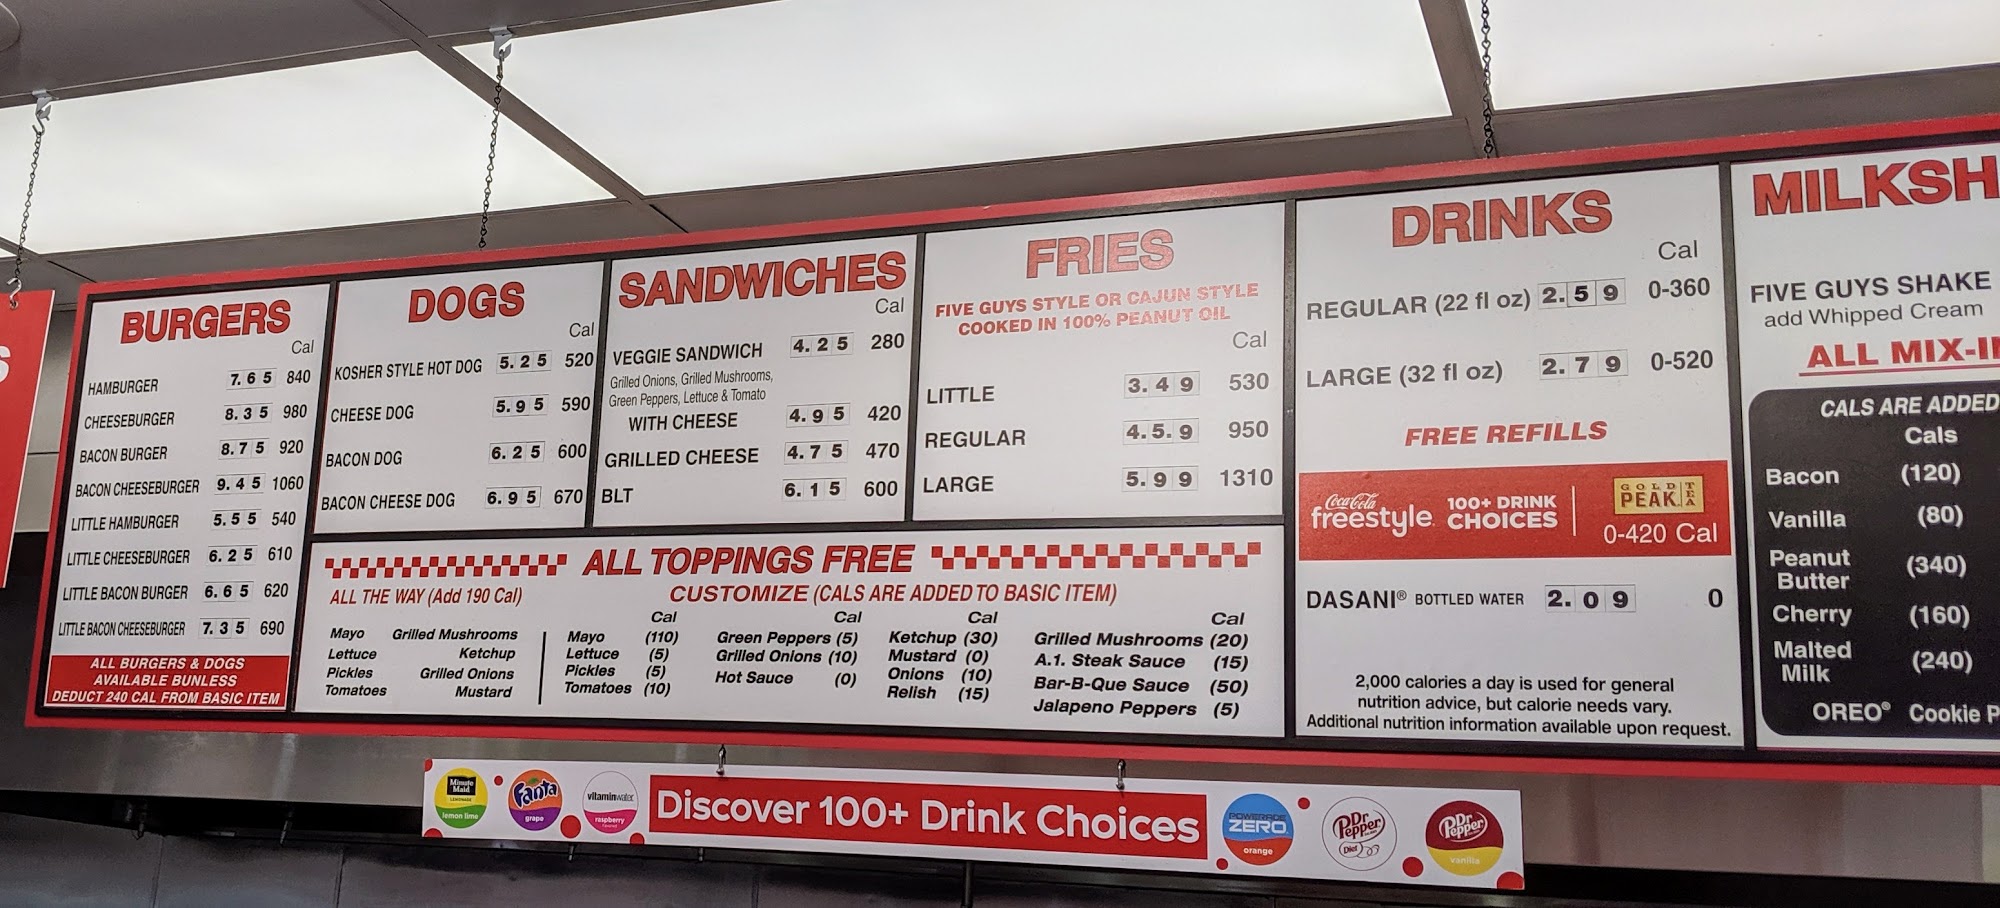 S
BURGERS
Cal
HAMBURGER 7.65 840
CHEESEBURGER 8.35 980
BACON BURGER 8.75 920
BACON CHEESEBURGER 9.45 1060
LITTLE HAMBURGER 5.55 540
LITTLE CHEESEBURGER 6.25 610
LITTLE BACON BURGER 6.65 620
LITTLE BACON CHEESEBURGER 7.35 690
ALL BURGERS & DOGS
AVAILABLE BUNLESS
DEDUCT 240 CAL FROM BASIC ITEM
DOGS
Cal
KOSHER STYLE HOT DOG 5.25 520
CHEESE DOG 5.95 590
BACON DOG 6.25 600
BACON CHEESE DOG 6.95 670
SANDWICHES
Cal
VEGGIE SANDWICH 4.25 280
Grilled Onions, Grilled Mushrooms,
Green Peppers, Lettuce & Tomato
WITH CHEESE 4.95 420
GRILLED CHEESE 4.75 470
BLT 6.15 600
FRIES
FIVE GUYS STYLE OR CAJUN STYLE
COOKED IN 100% PEANUT OIL
Cal
LITTLE 3.49 530
REGULAR 4.5.9 950
LARGE 5.99 1310
ALL TOPPINGS FREE
ALL THE WAY (Add 190 Cal)
Mayo Grilled Mushrooms
Lettuce Ketchup
Pickles Grilled Onions
Tomatoes Mustard
CUSTOMIZE (CALS ARE ADDED TO BASIC ITEM)
Cal Cal Cal Cal
Mayo (110) Green Peppers (5) Ketchup (30) Grilled Mushrooms (20)
Lettuce (5) Grilled Onions (10) Mustard (0) A.1. Steak Sauce (15)
Pickles (5) Hot Sauce (0) Onions (10) Bar-B-Que Sauce (50)
Tomatoes (10) Relish (15) Jalapeno Peppers (5)
DRINKS
Cal
REGULAR (22 fl oz) 2.59 0-360
LARGE (32 fl oz) 2.79 0-520
FREE REFILLS
Coca-Cola
freestyle
100+ DRINK
CHOICES
GOLD
PEAK
TEA
0-420 Cal
DASANI® BOTTLED WATER 2.09 0
2,000 calories a day is used for general
nutrition advice, but calorie needs vary.
Additional nutrition information available upon request.
MILKSH
FIVE GUYS SHAKE
add Whipped Cream
ALL MIX-I
CALS ARE ADDED
Cals
Bacon (120)
Vanilla (80)
Peanut
Butter (340)
Cherry (160)
Malted
Milk (240)
OREO® Cookie P
Minute
Maid
LEMONADE
lemon lime
Fanta
grape
vitaminwater
raspberry
Discover 100+ Drink Choices
POWERADE
ZERO
orange
Dr
Pepper
Diet
Dr
Pepper
vanilla